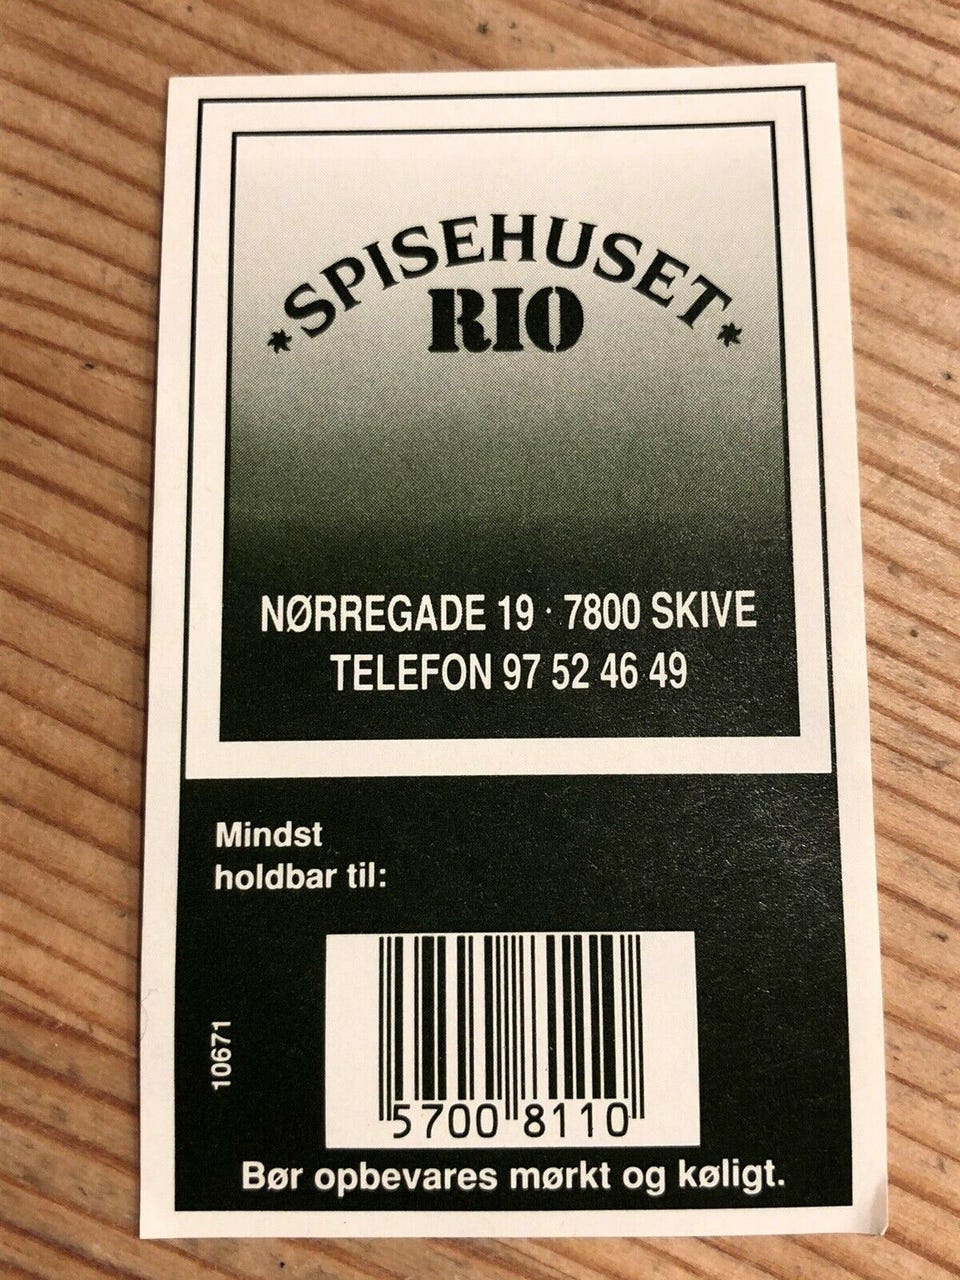 SPISEHUSET
RIO
NØRREGADE 19 · 7800 SKIVE
TELEFON 97 52 46 49
Mindst
holdbar til:
10671
5700 8110
Bør opbevares mørkt og køligt.